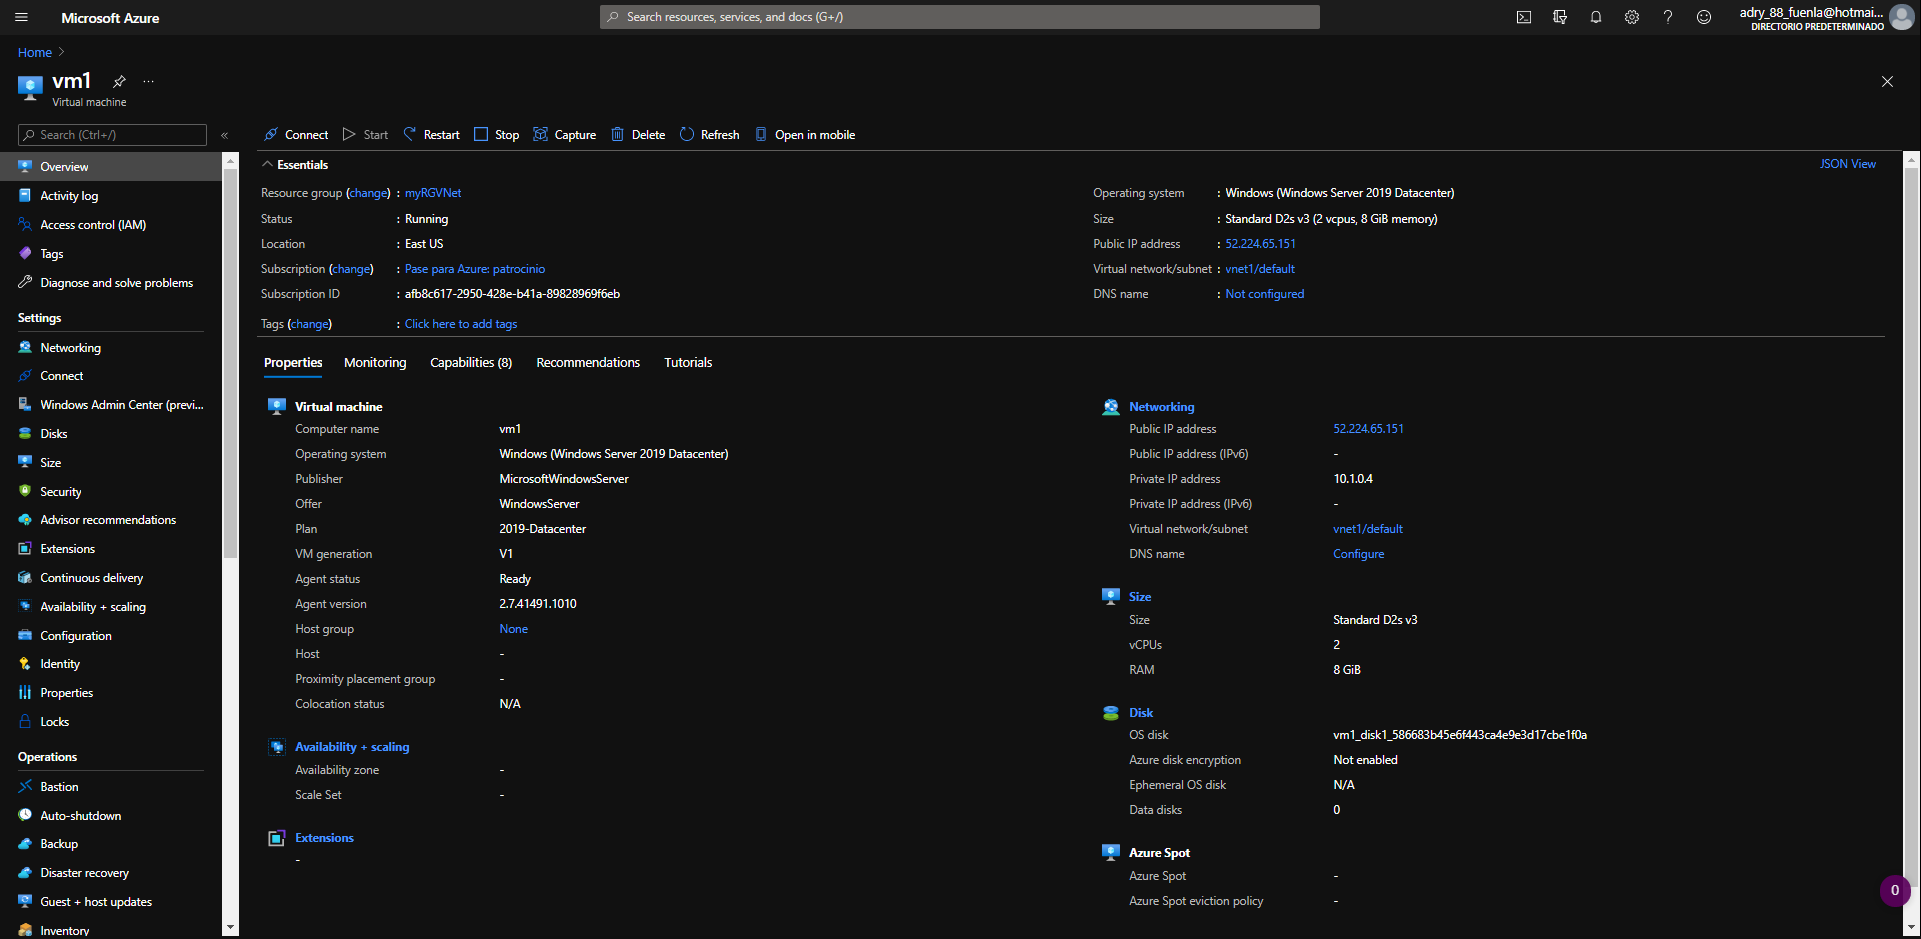 Microsoft Azure
Search resources, services, and docs (G+/)
adry_88_fuenla@hotmai...
DIRECTORIO PREDETERMINADO
Home
vm1
...
Virtual machine
Search (Ctrl+/)
«
Connect Start Restart Stop Capture Delete Refresh Open in mobile
Overview
Activity log
Access control (IAM)
Tags
Diagnose and solve problems
Settings
Networking
Connect
Windows Admin Center (previ...
Disks
Size
Security
Advisor recommendations
Extensions
Continuous delivery
Availability + scaling
Configuration
Identity
Properties
Locks
Operations
Bastion
Auto-shutdown
Backup
Disaster recovery
Guest + host updates
Inventory
Essentials
JSON View
Resource group (change) : myRGVNet
Status : Running
Location : East US
Subscription (change) : Pase para Azure: patrocinio
Subscription ID : afb8c617-2950-428e-b41a-89828969f6eb
Tags (change) : Click here to add tags
Operating system : Windows (Windows Server 2019 Datacenter)
Size : Standard D2s v3 (2 vcpus, 8 GiB memory)
Public IP address : 52.224.65.151
Virtual network/subnet : vnet1/default
DNS name : Not configured
Properties Monitoring Capabilities (8) Recommendations Tutorials
Virtual machine
Computer name vm1
Operating system Windows (Windows Server 2019 Datacenter)
Publisher MicrosoftWindowsServer
Offer WindowsServer
Plan 2019-Datacenter
VM generation V1
Agent status Ready
Agent version 2.7.41491.1010
Host group None
Host -
Proximity placement group -
Colocation status N/A
Availability + scaling
Availability zone -
Scale Set -
Extensions
-
Networking
Public IP address 52.224.65.151
Public IP address (IPv6) -
Private IP address 10.1.0.4
Private IP address (IPv6) -
Virtual network/subnet vnet1/default
DNS name Configure
Size
Size Standard D2s v3
vCPUs 2
RAM 8 GiB
Disk
OS disk vm1_disk1_586683b45e6f443ca4e9e3d17cbe1f0a
Azure disk encryption Not enabled
Ephemeral OS disk N/A
Data disks 0
Azure Spot
Azure Spot -
Azure Spot eviction policy -
0